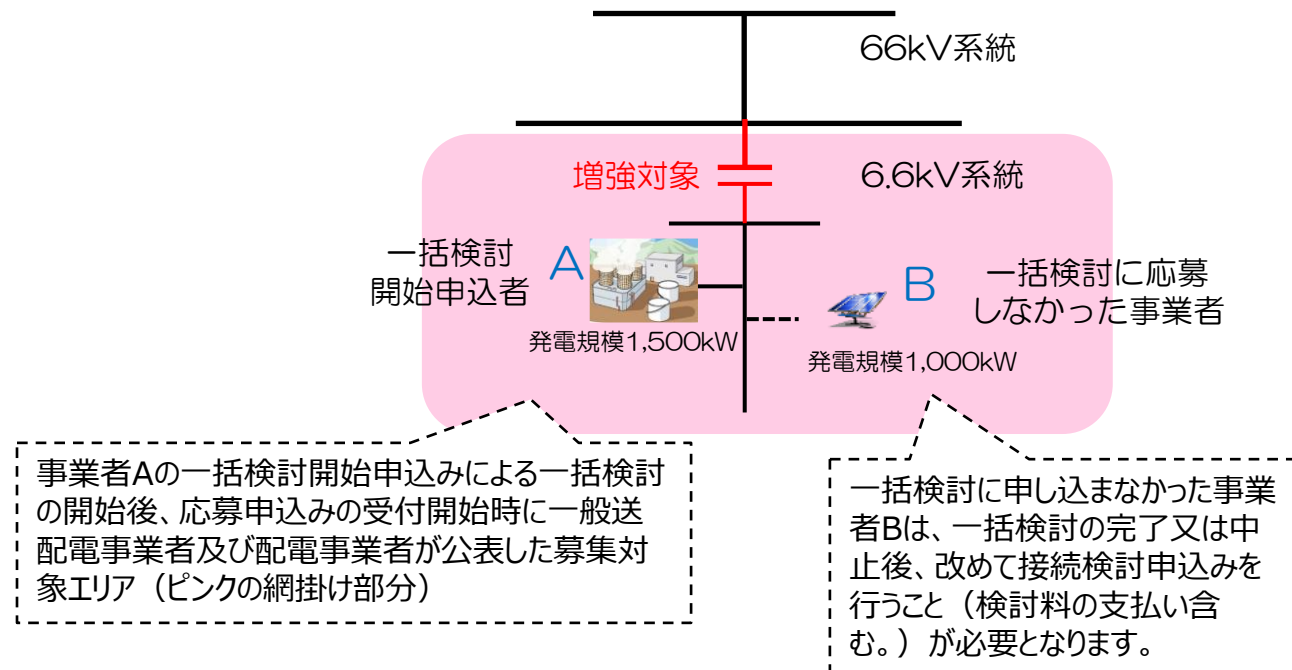 66kV系統
増強対象
6.6kV系統
一括検討
開始申込者
A
発電規模1,500kW
B
一括検討に応募
しなかった事業者
発電規模1,000kW
事業者Aの一括検討開始申込みによる一括検討
の開始後、応募申込みの受付開始時に一般送
配電事業者及び配電事業者が公表した募集対
象エリア（ピンクの網掛け部分）
一括検討に申し込まなかった事業
者Bは、一括検討の完了又は中
止後、改めて接続検討申込みを
行うこと（検討料の支払い含
む。）が必要となります。